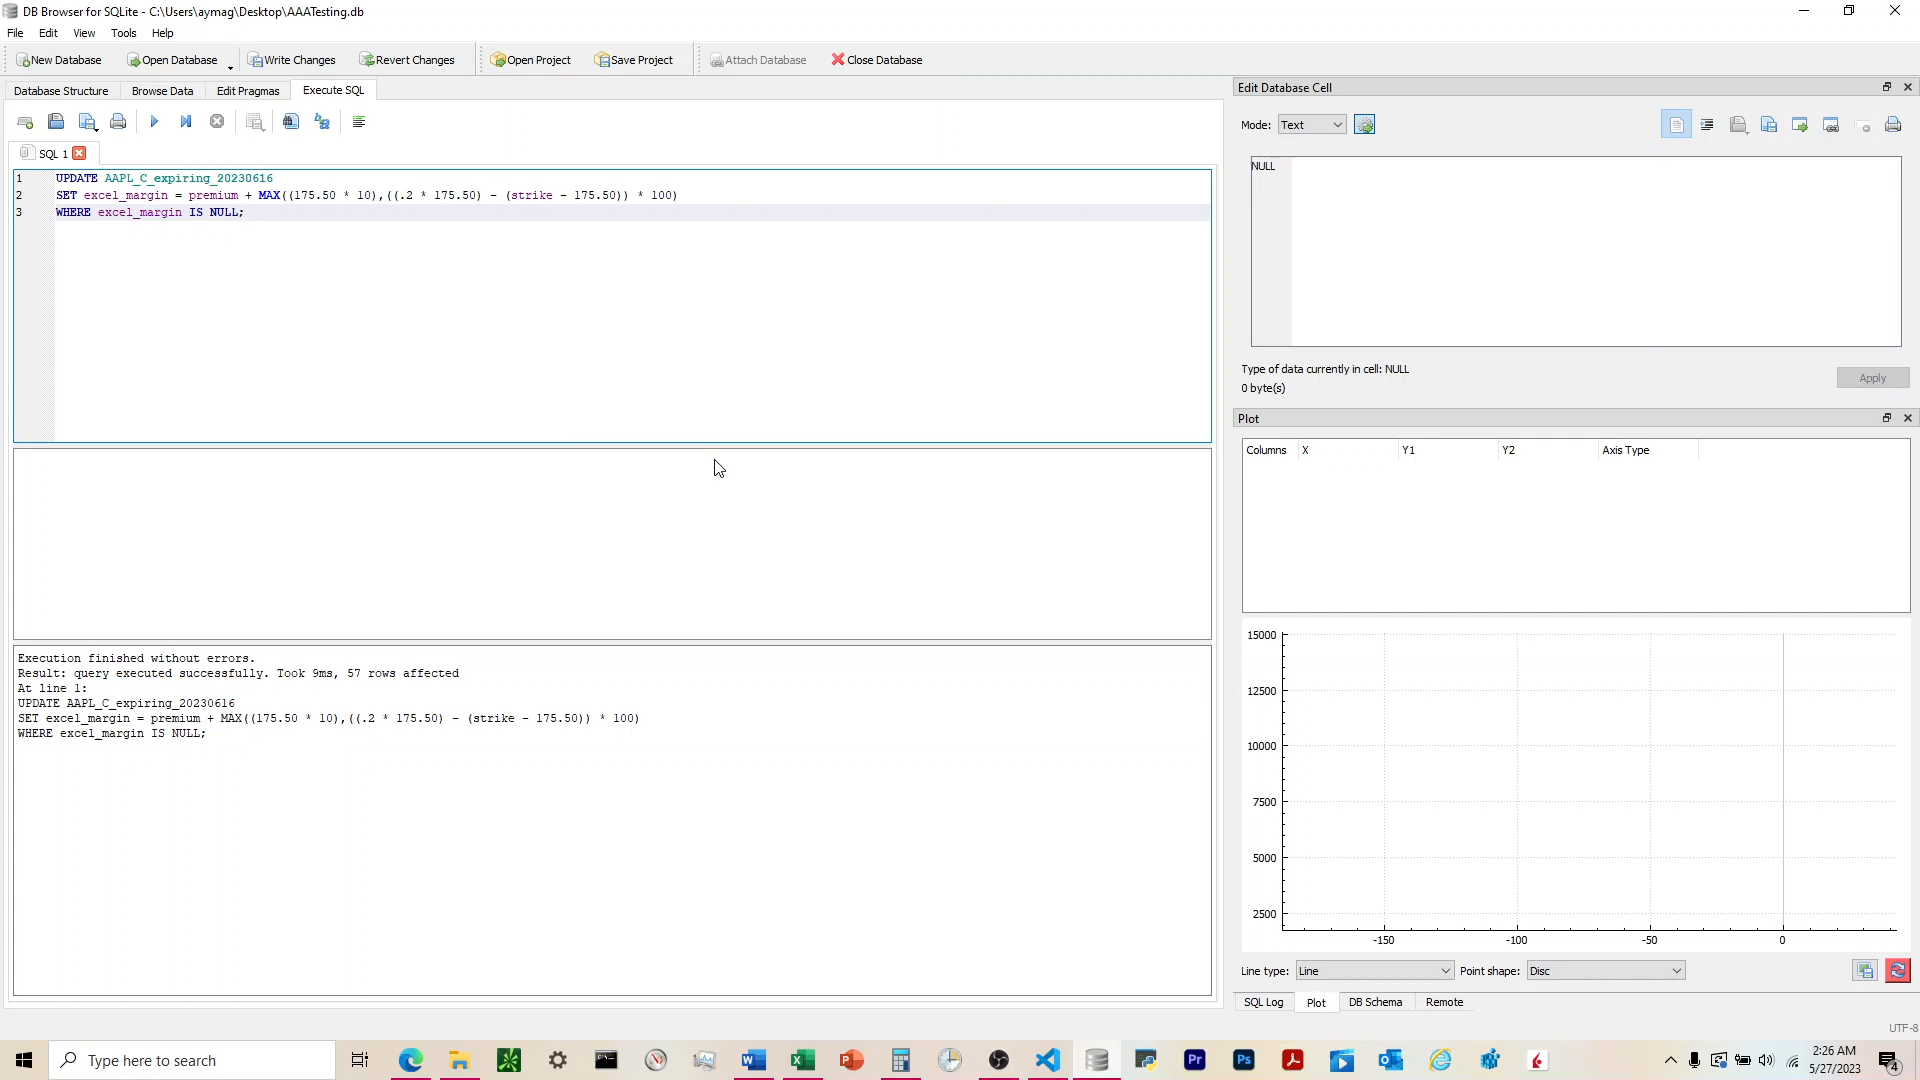 DB Browser for SQLite - C:\Users\aymag\Desktop\AAATesting.db
File Edit View Tools Help
New Database Open Database Write Changes Revert Changes Open Project Save Project Attach Database Close Database
Database Structure Browse Data Edit Pragmas Execute SQL
SQL 1
1 UPDATE AAPL_C_expiring_20230616
2 SET excel_margin = premium + MAX((175.50 * 10),((.2 * 175.50) - (strike - 175.50)) * 100)
3 WHERE excel_margin IS NULL;
Execution finished without errors.
Result: query executed successfully. Took 9ms, 57 rows affected
At line 1:
UPDATE AAPL_C_expiring_20230616
SET excel_margin = premium + MAX((175.50 * 10),((.2 * 175.50) - (strike - 175.50)) * 100)
WHERE excel_margin IS NULL;
Edit Database Cell
Mode: Text
NULL
Type of data currently in cell: NULL
0 byte(s)
Apply
Plot
Columns X Y1 Y2 Axis Type
15000
12500
10000
7500
5000
2500
-150 -100 -50 0
Line type: Line Point shape: Disc
SQL Log Plot DB Schema Remote
UTF-8
Type here to search
2:26 AM
5/27/2023
4